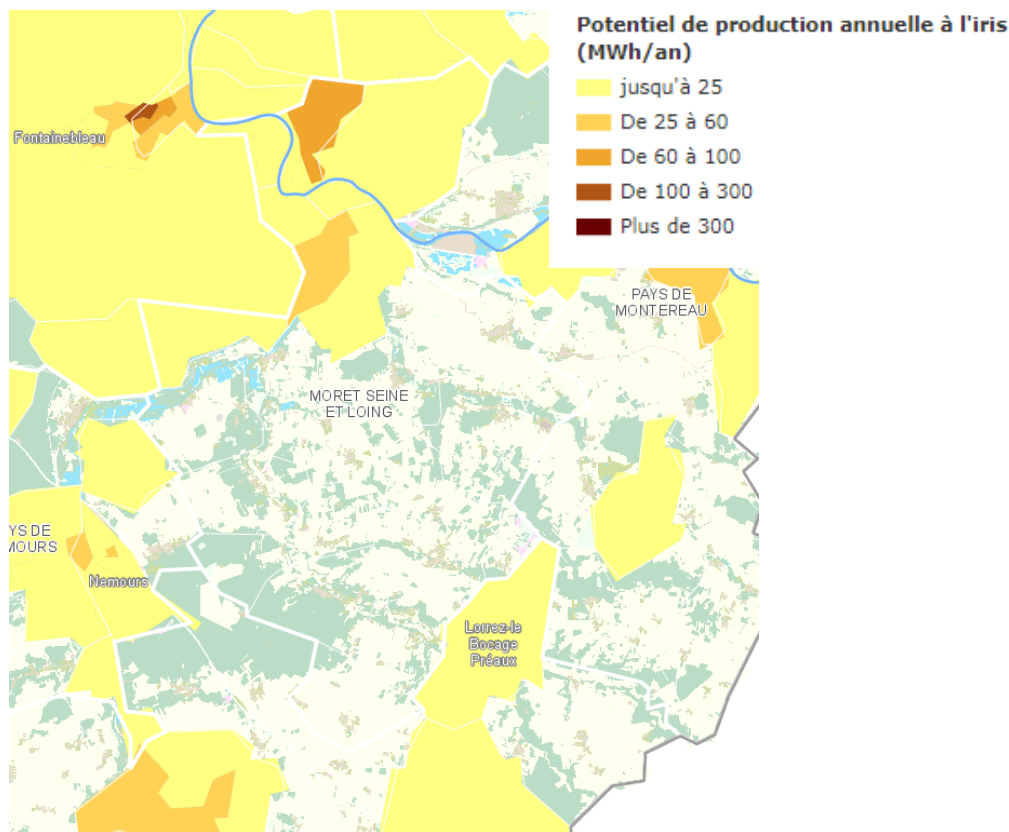 Potentiel de production annuelle à l'iris
(MWh/an)
jusqu'à 25
De 25 à 60
De 60 à 100
De 100 à 300
Plus de 300
Fontainebleau
PAYS DE
MONTEREAU
MORET SEINE
ET LOING
YS DE
MOURS
Nemours
Lorrez-le
Bocage
Préaux